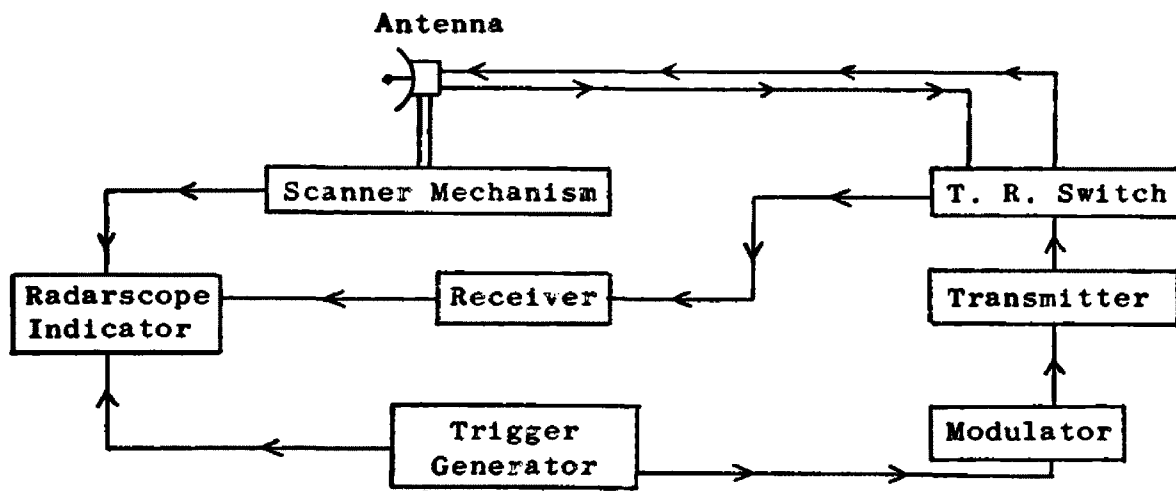 Antenna
Scanner Mechanism
T. R. Switch
Radarscope
Indicator
Receiver
Transmitter
Trigger
Generator
Modulator